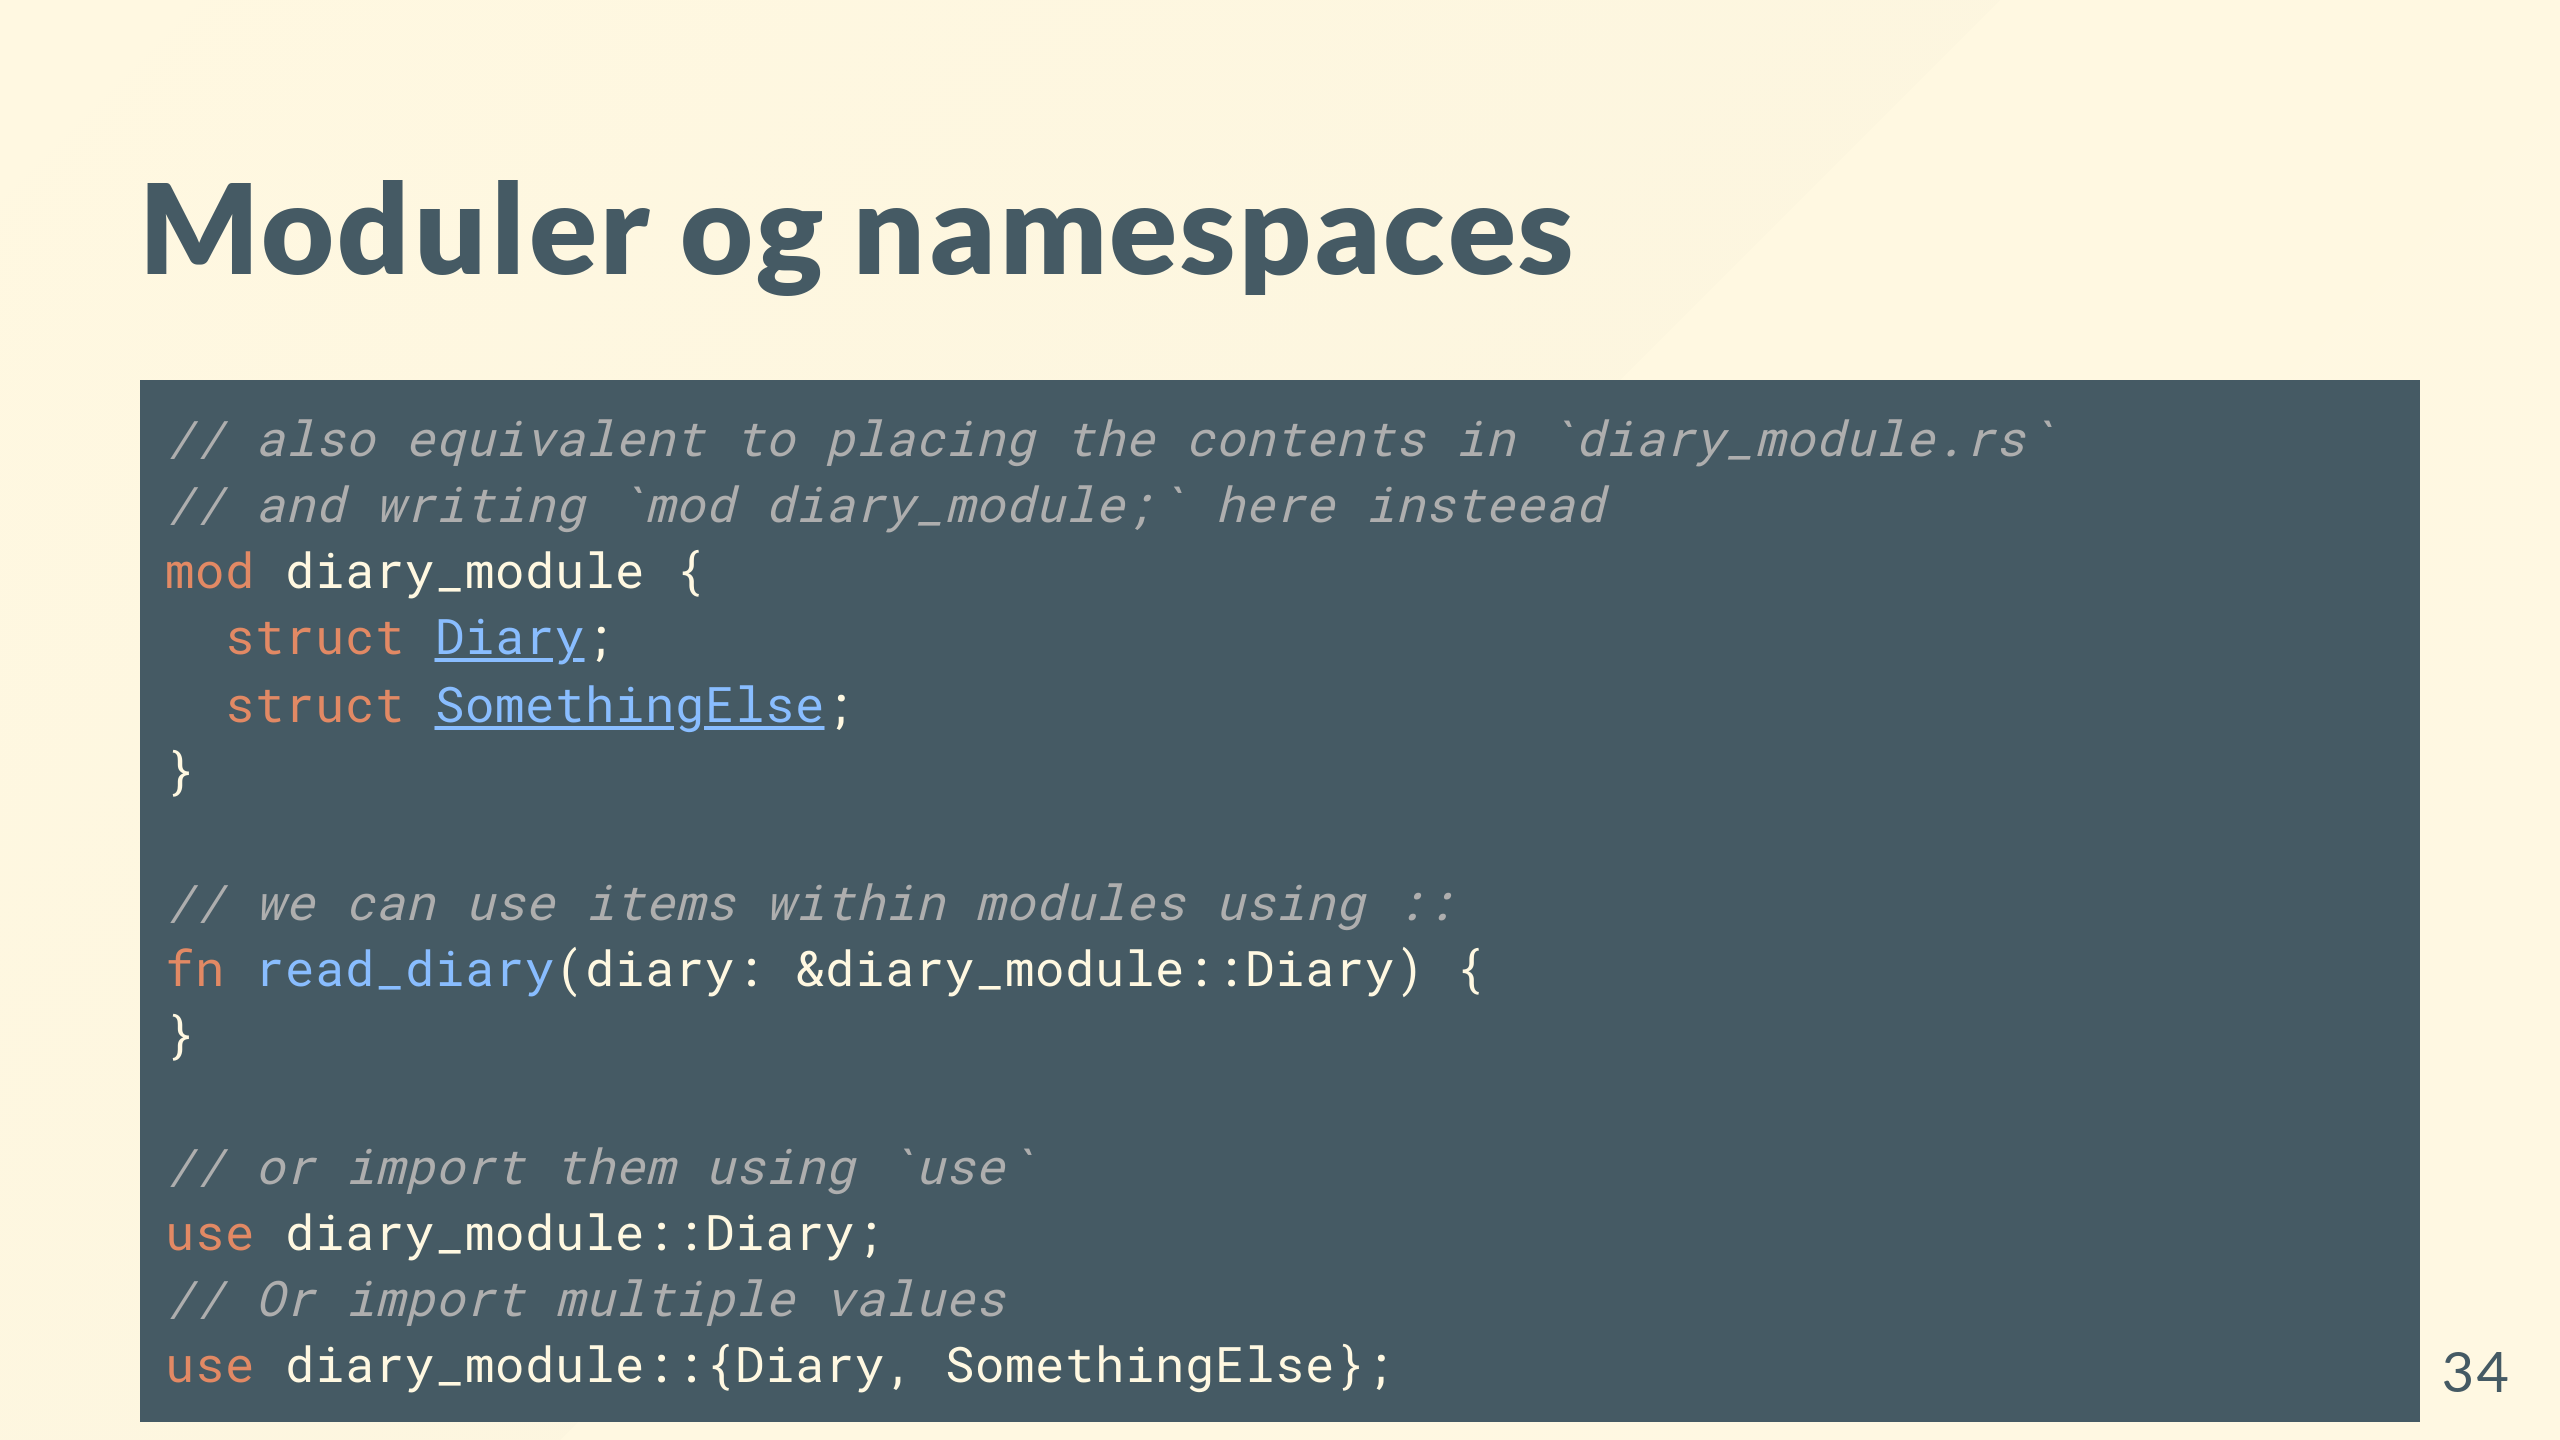 Moduler og namespaces
// also equivalent to placing the contents in `diary_module.rs`
// and writing `mod diary_module;` here insteead
mod diary_module {
  struct Diary;
  struct SomethingElse;
}

// we can use items within modules using ::
fn read_diary(diary: &diary_module::Diary) {
}

// or import them using `use`
use diary_module::Diary;
// Or import multiple values
use diary_module::{Diary, SomethingElse};
34